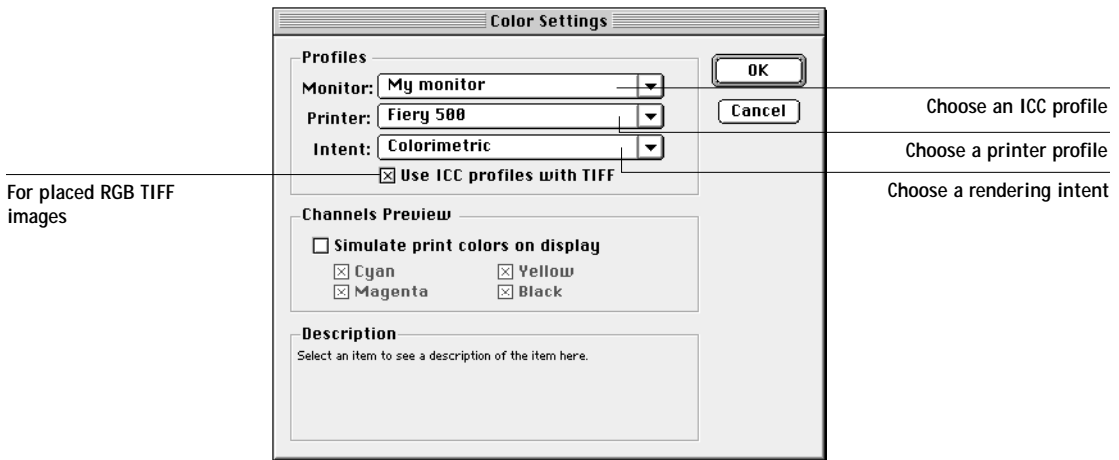 Color Settings
Profiles
Monitor: My monitor
Printer: Fiery 500
Intent: Colorimetric
Use ICC profiles with TIFF
OK
Cancel
Choose an ICC profile
Choose a printer profile
Choose a rendering intent
For placed RGB TIFF
images
Channels Preview
Simulate print colors on display
Cyan Yellow
Magenta Black
Description
Select an item to see a description of the item here.